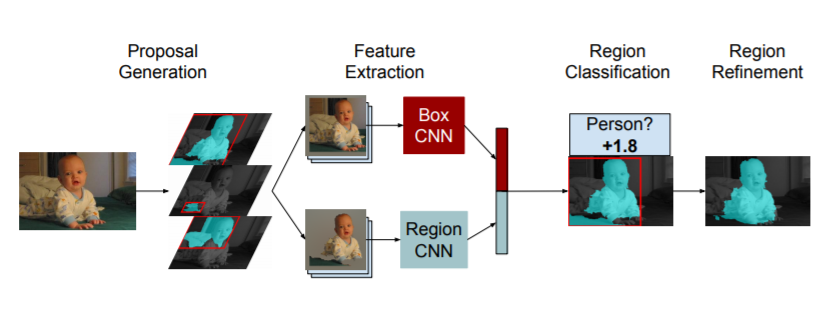 Proposal
Generation
Feature
Extraction
Region
Classification
Region
Refinement
Box
CNN
Region
CNN
Person?
+1.8